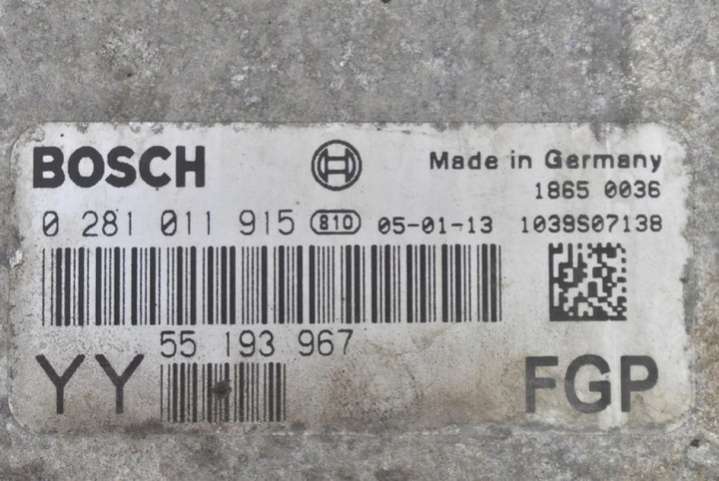 BOSCH
Made in Germany
1865 0036
0 281 011 915 810 05-01-13 1039S07138
55 193 967
YY
FGP